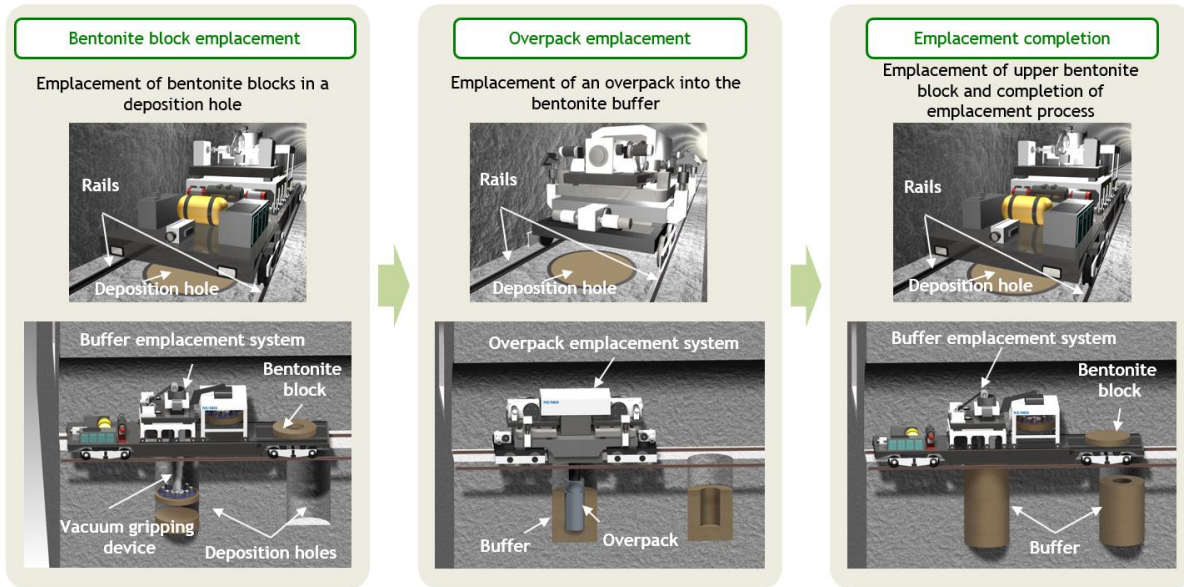 Bentonite block emplacement
Emplacement of bentonite blocks in a
deposition hole
Rails
Deposition hole
Buffer emplacement system
Bentonite
block
Vacuum gripping
device
Deposition holes
Overpack emplacement
Emplacement of an overpack into the
bentonite buffer
Rails
Deposition hole
Overpack emplacement system
Buffer
Overpack
Emplacement completion
Emplacement of upper bentonite
block and completion of
emplacement process
Rails
Deposition hole
Buffer emplacement system
Bentonite
block
Buffer